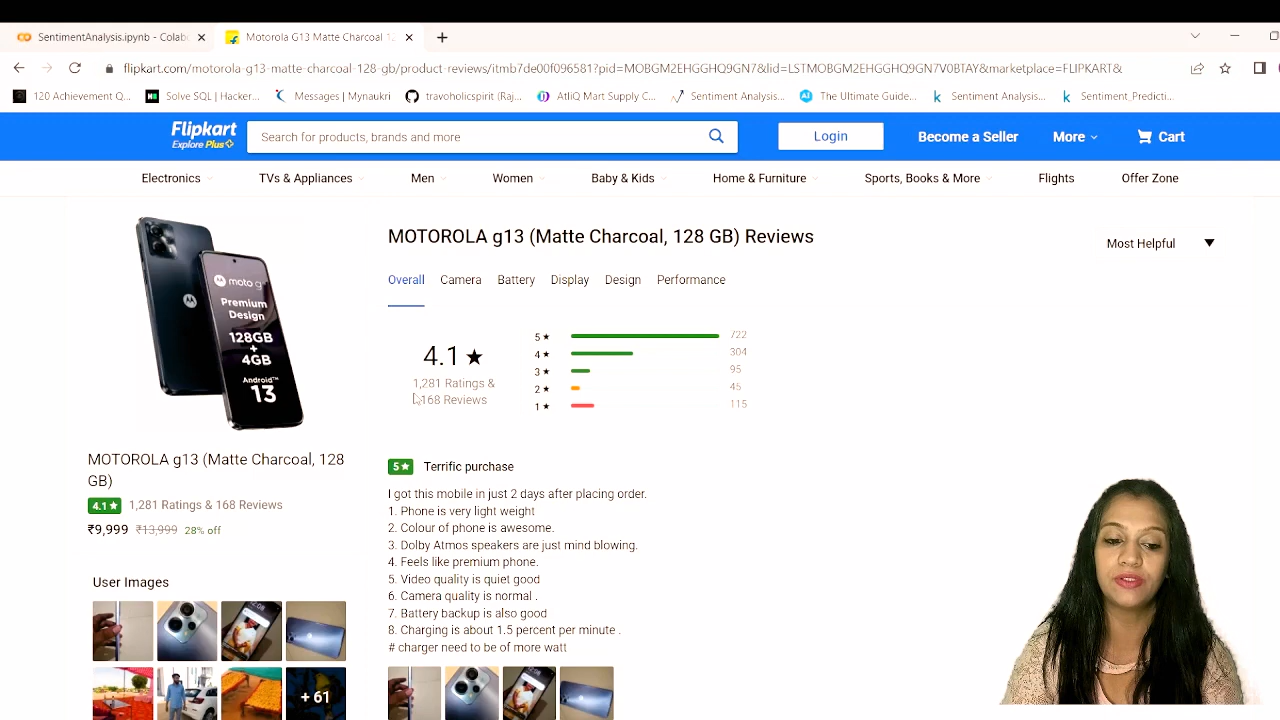 SentimentAnalysis.ipynb - Colab
Motorola G13 Matte Charcoal 12
flipkart.com/motorola-g13-matte-charcoal-128-gb/product-reviews/itmb7de00f096581?pid=MOBGM2EHGGHQ9GN7&lid=LSTMOBGM2EHGGHQ9GN7V0BTAY&marketplace=FLIPKART&
120 Achievement Q...
Solve SQL | Hacker...
Messages | Mynaukri
travoholicspirit (Raj...
AtliQ Mart Supply C...
Sentiment Analysis...
The Ultimate Guide...
Sentiment Analysis...
Sentiment_Predicti...
Flipkart
Explore Plus
Search for products, brands and more
Login
Become a Seller
More
Cart
Electronics
TVs & Appliances
Men
Women
Baby & Kids
Home & Furniture
Sports, Books & More
Flights
Offer Zone
moto g
Premium
Design
128GB
+
4GB
Android™
13
MOTOROLA g13 (Matte Charcoal, 128
GB)
4.1★ 1,281 Ratings & 168 Reviews
₹9,999 ₹13,999 28% off
User Images
+ 61
MOTOROLA g13 (Matte Charcoal, 128 GB) Reviews
Most Helpful
Overall Camera Battery Display Design Performance
4.1 ★
1,281 Ratings &
168 Reviews
5 ★ 722
4 ★ 304
3 ★ 95
2 ★ 45
1 ★ 115
5★ Terrific purchase
I got this mobile in just 2 days after placing order.
1. Phone is very light weight
2. Colour of phone is awesome.
3. Dolby Atmos speakers are just mind blowing.
4. Feels like premium phone.
5. Video quality is quiet good
6. Camera quality is normal .
7. Battery backup is also good
8. Charging is about 1.5 percent per minute .
# charger need to be of more watt